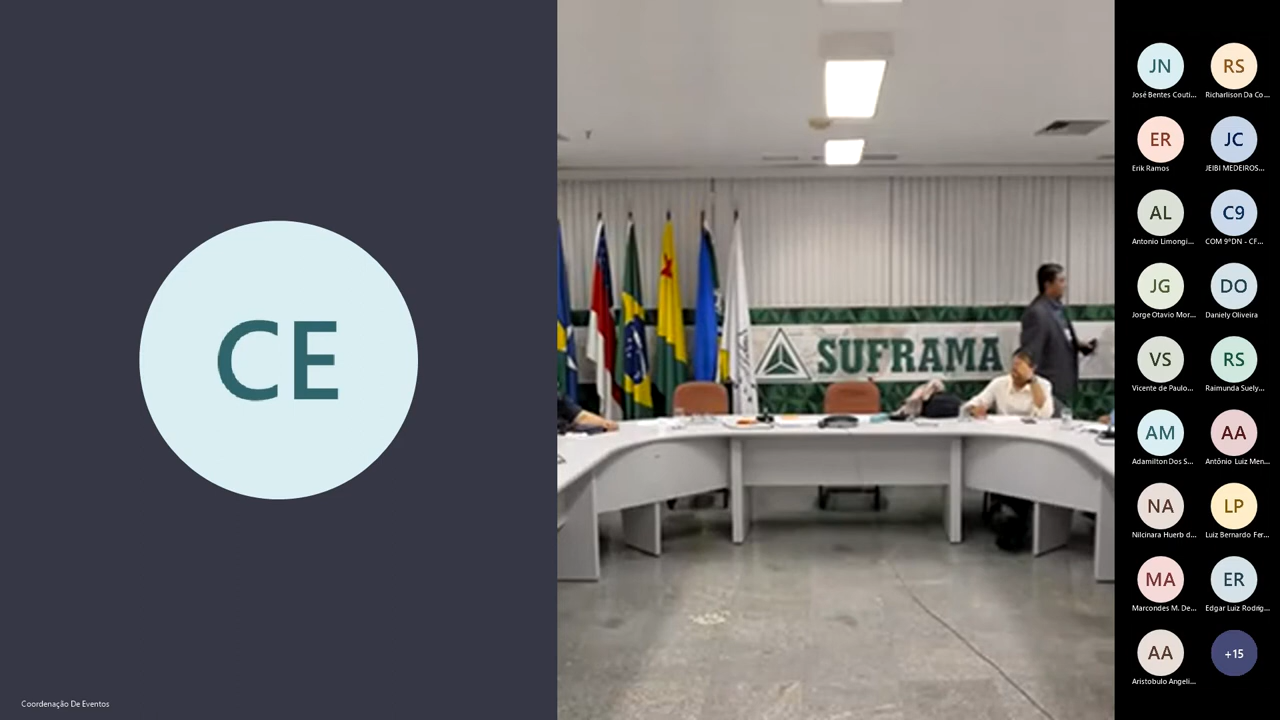 CE
Coordenação De Eventos
SUFRAMA
JN
José Bentes Couti...
RS
Richarlison Da Co...
ER
Erik Ramos
JC
JEIBI MEDEIROS...
AL
Antonio Limongi...
C9
COM 9ºDN - CF...
JG
Jorge Otavio Mor...
DO
Daniely Oliveira
VS
Vicente de Paulo...
RS
Raimunda Suely...
AM
Adamilton Dos S...
AA
Antônio Luiz Men...
NA
Nilcinara Huerb d...
LP
Luiz Bernardo Fer...
MA
Marcondes M. De...
ER
Edgar Luiz Rodrig...
AA
Aristobulo Angeli...
+15